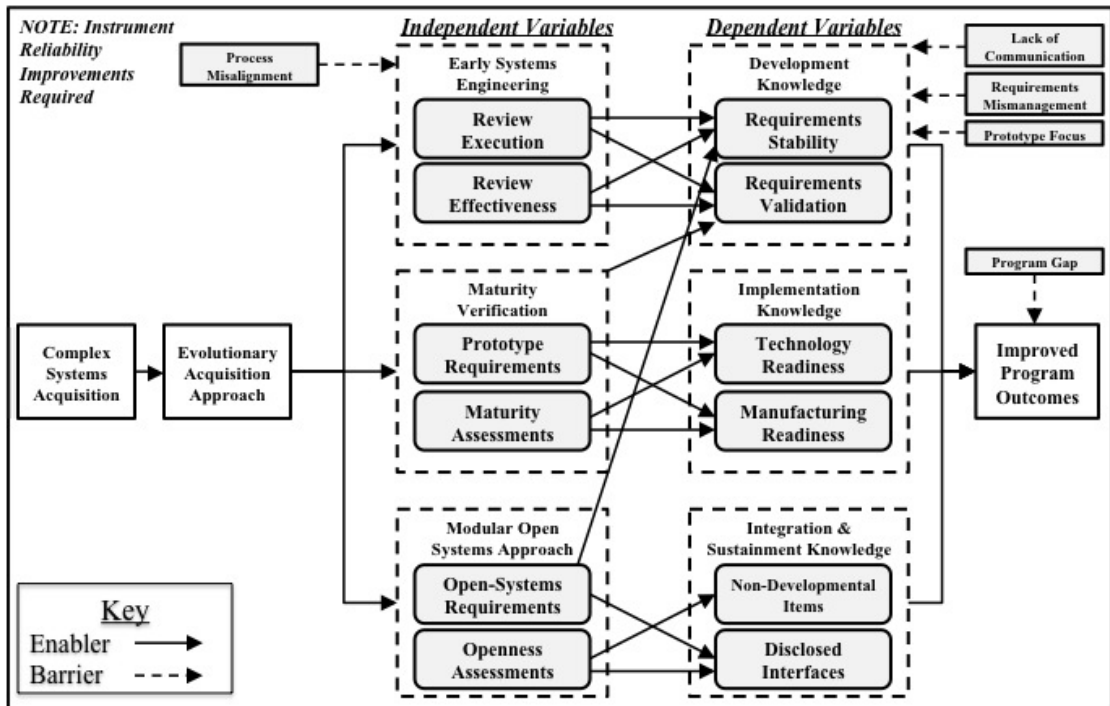 NOTE: Instrument
Reliability
Improvements
Required
Process
Misalignment
Independent Variables
Dependent Variables
Early Systems
Engineering
Review
Execution
Review
Effectiveness
Development
Knowledge
Requirements
Stability
Requirements
Validation
Lack of
Communication
Requirements
Mismanagement
Prototype Focus
Complex
Systems
Acquisition
Evolutionary
Acquisition
Approach
Maturity
Verification
Prototype
Requirements
Maturity
Assessments
Implementation
Knowledge
Technology
Readiness
Manufacturing
Readiness
Program Gap
Improved
Program
Outcomes
Modular Open
Systems Approach
Open-Systems
Requirements
Openness
Assessments
Integration &
Sustainment Knowledge
Non-Developmental
Items
Disclosed
Interfaces
Key
Enabler
Barrier